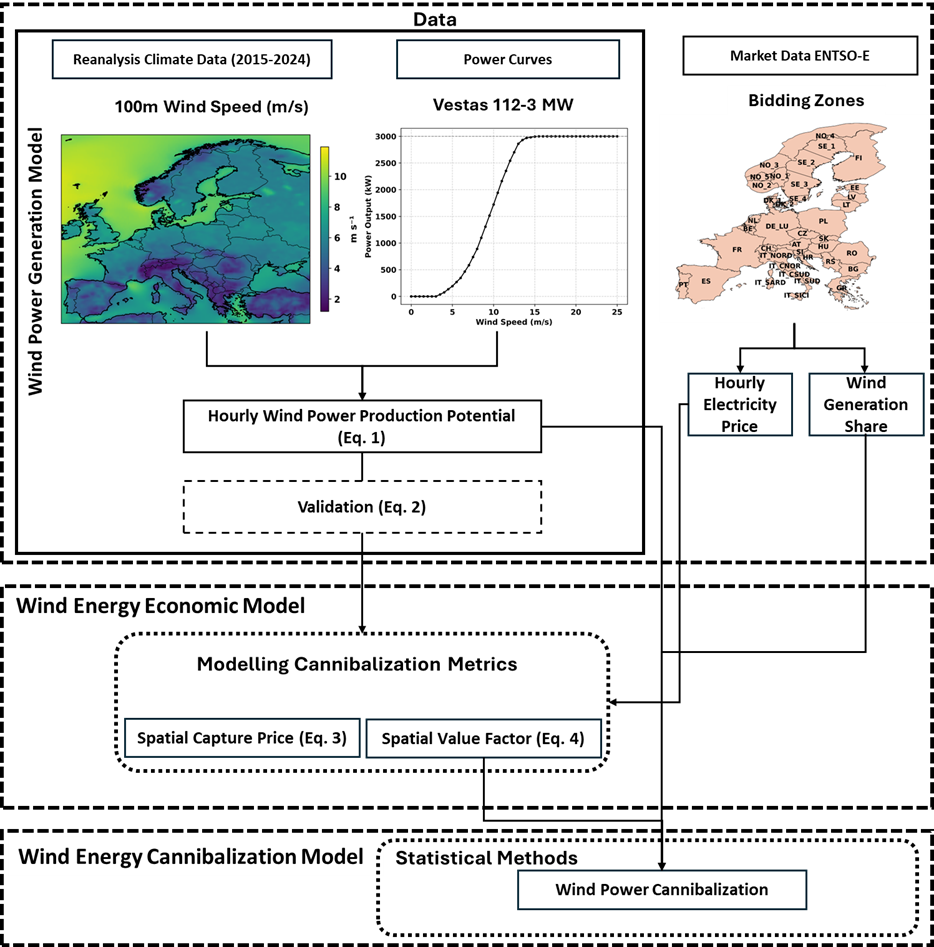 Data
Reanalysis Climate Data (2015-2024)
Power Curves
Market Data ENTSO-E
100m Wind Speed (m/s)
Vestas 112-3 MW
Bidding Zones
Wind Power Generation Model
10
8
6
4
2
m s⁻¹
Power Output (kW)
3000
2500
2000
1500
1000
500
0
0 5 10 15 20 25
Wind Speed (m/s)
NO_4
SE_1
FI
SE_2
NO_3
NO_5 NO_1
NO_2
SE_3
EE
LV
LT
SE_4
NL
BE
DE_LU
PL
CZ
SK
FR
CH
AT
HU
SI
HR
RO
IT_NORD
RS
BG
IT_CNOR
IT_CSUD
IT_SARD
IT_SUD
GR
PT
ES
IT_SICI
Hourly
Electricity
Price
Wind
Generation
Share
Hourly Wind Power Production Potential
(Eq. 1)
Validation (Eq. 2)
Wind Energy Economic Model
Modelling Cannibalization Metrics
Spatial Capture Price (Eq. 3)
Spatial Value Factor (Eq. 4)
Wind Energy Cannibalization Model
Statistical Methods
Wind Power Cannibalization